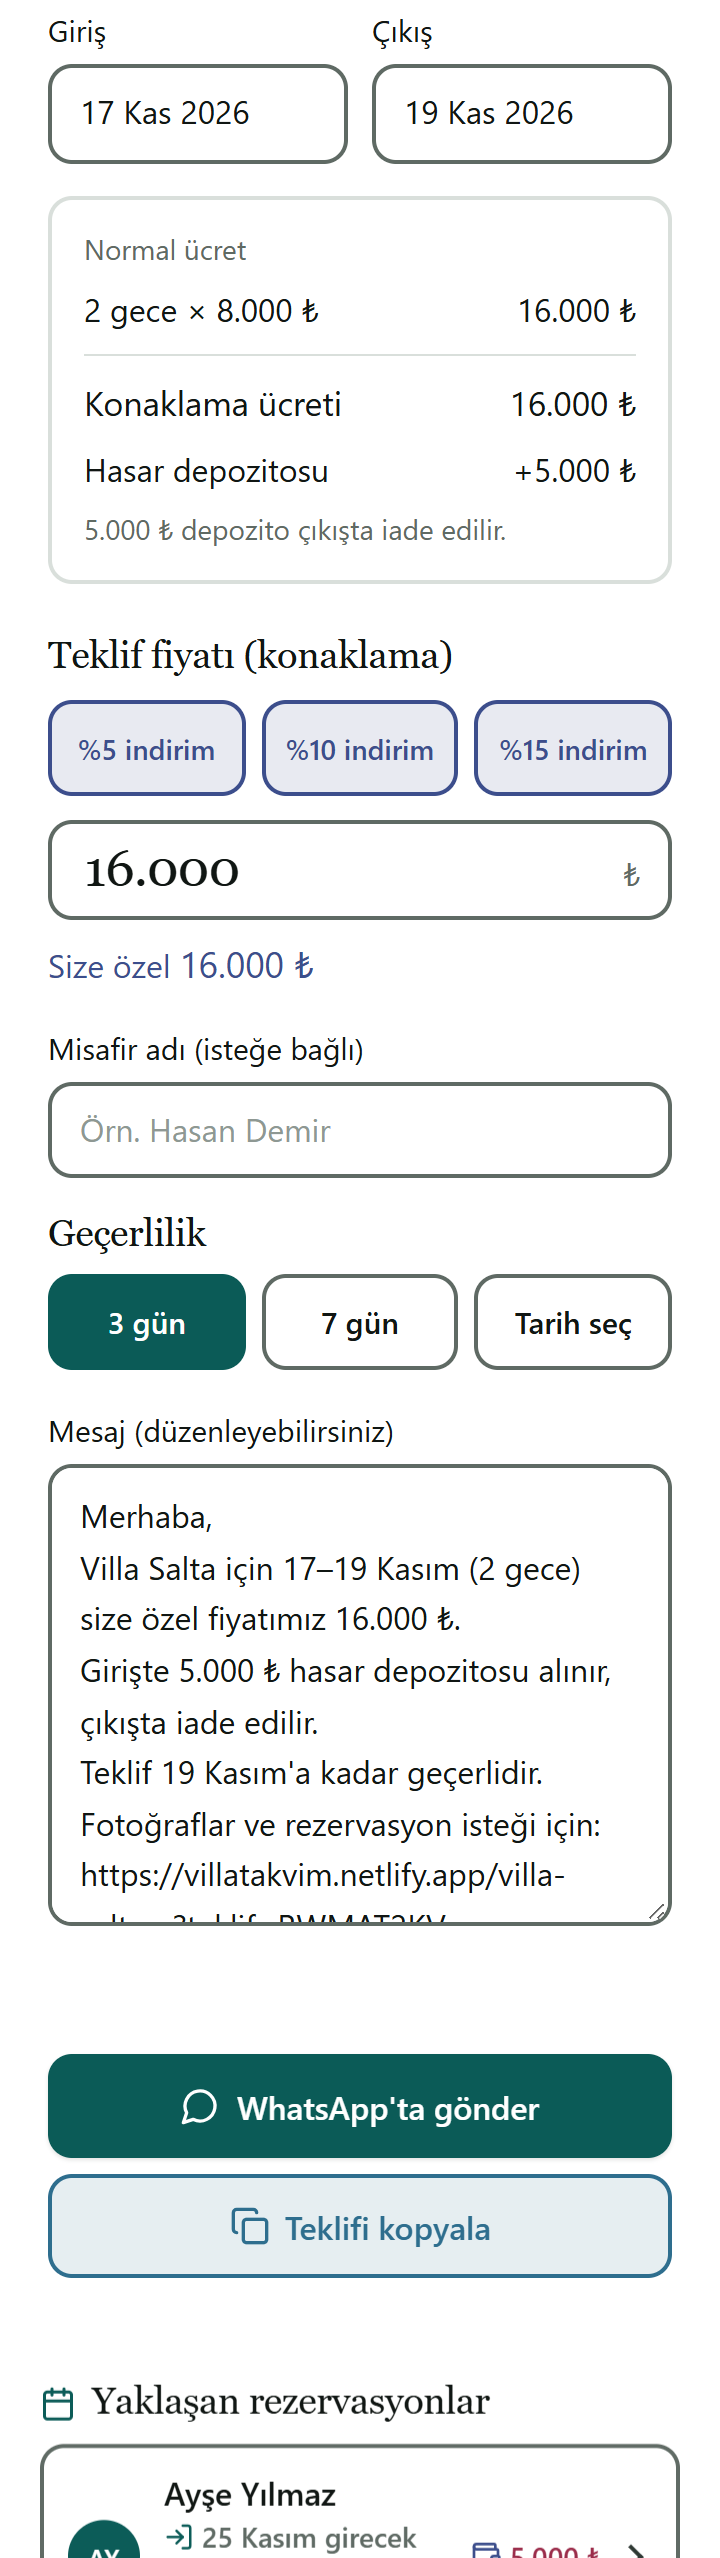 Giriş
Çıkış
17 Kas 2026
19 Kas 2026
Normal ücret
2 gece × 8.000 ₺
16.000 ₺
Konaklama ücreti
16.000 ₺
Hasar depozitosu
+5.000 ₺
5.000 ₺ depozito çıkışta iade edilir.
Teklif fiyatı (konaklama)
%5 indirim
%10 indirim
%15 indirim
16.000
₺
Size özel 16.000 ₺
Misafir adı (isteğe bağlı)
Örn. Hasan Demir
Geçerlilik
3 gün
7 gün
Tarih seç
Mesaj (düzenleyebilirsiniz)
Merhaba,
Villa Salta için 17–19 Kasım (2 gece)
size özel fiyatımız 16.000 ₺.
Girişte 5.000 ₺ hasar depozitosu alınır,
çıkışta iade edilir.
Teklif 19 Kasım'a kadar geçerlidir.
Fotoğraflar ve rezervasyon isteği için:
https://villatakvim.netlify.app/villa-
WhatsApp'ta gönder
Teklifi kopyala
Yaklaşan rezervasyonlar
Ayşe Yılmaz
25 Kasım girecek
5.000 ₺
AY